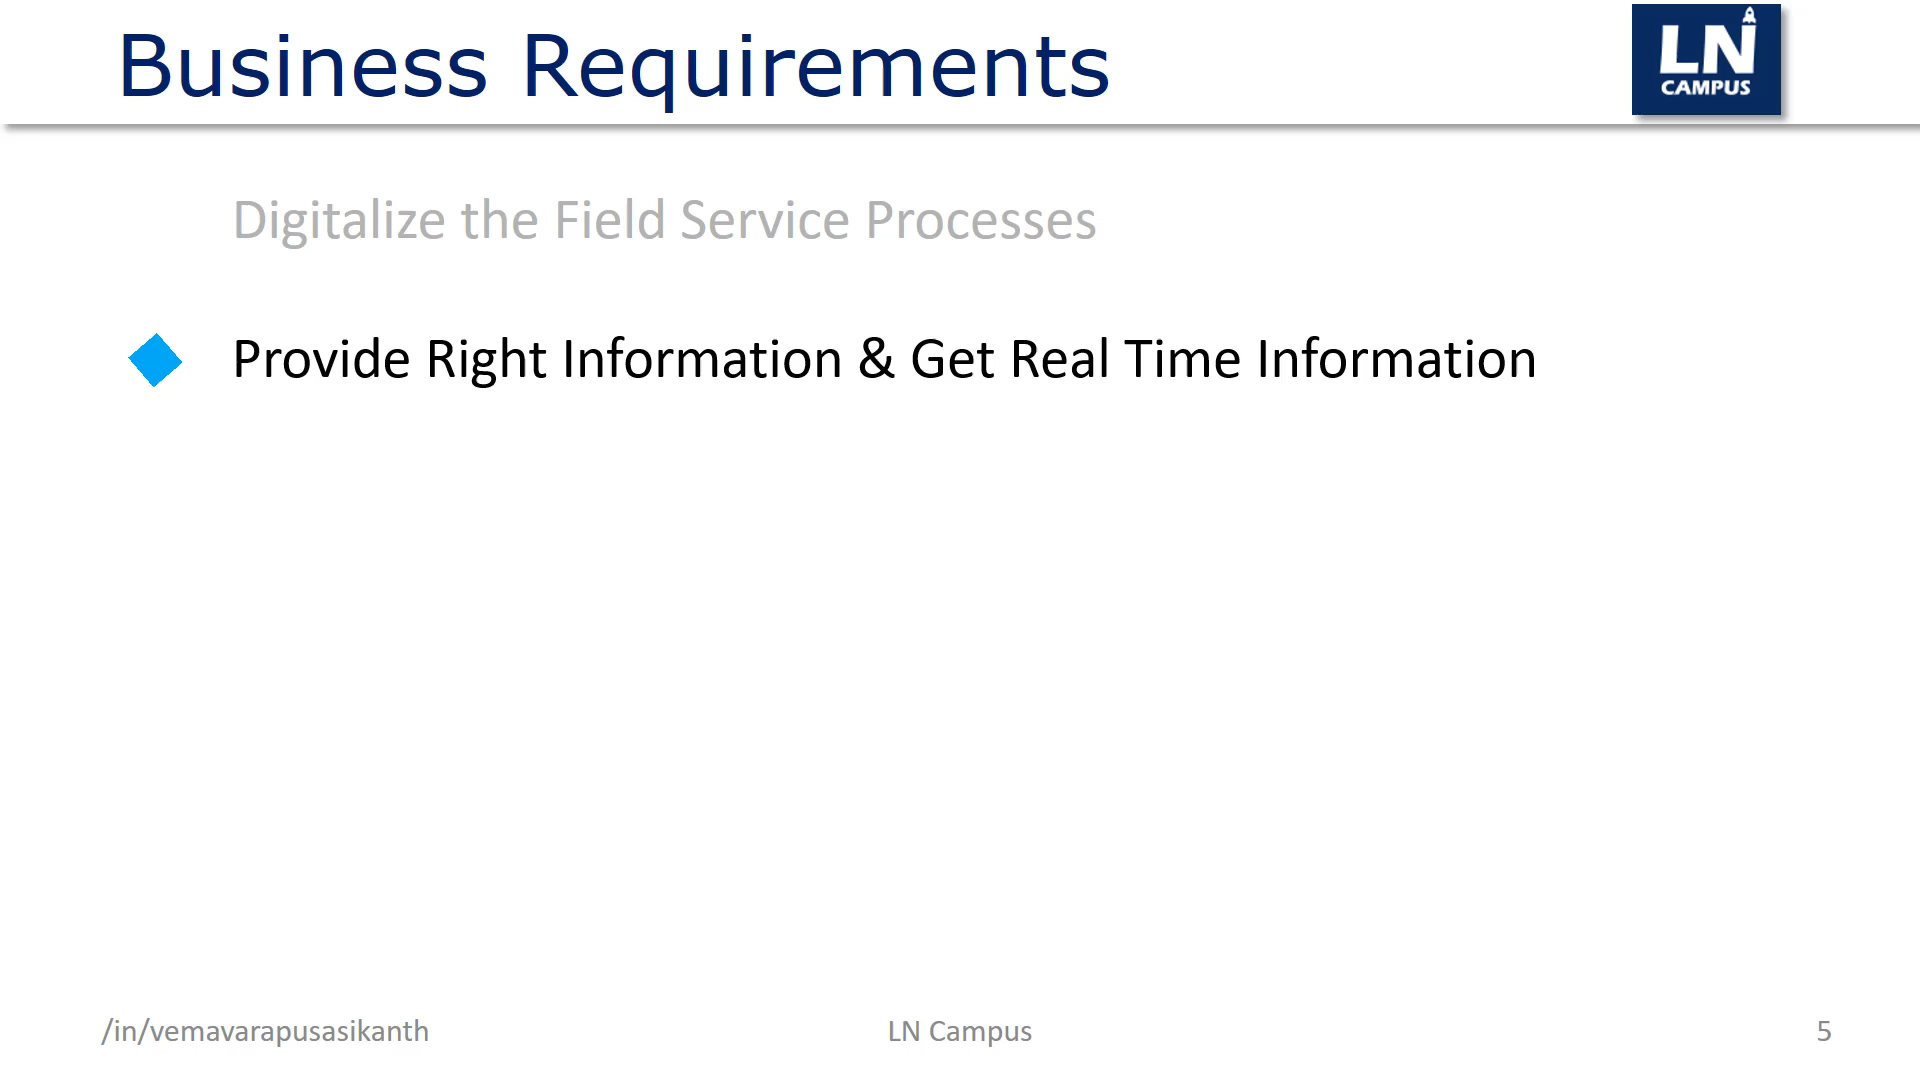 Business Requirements
LN
CAMPUS
Digitalize the Field Service Processes
Provide Right Information & Get Real Time Information
/in/vemavarapusasikanth
LN Campus
5